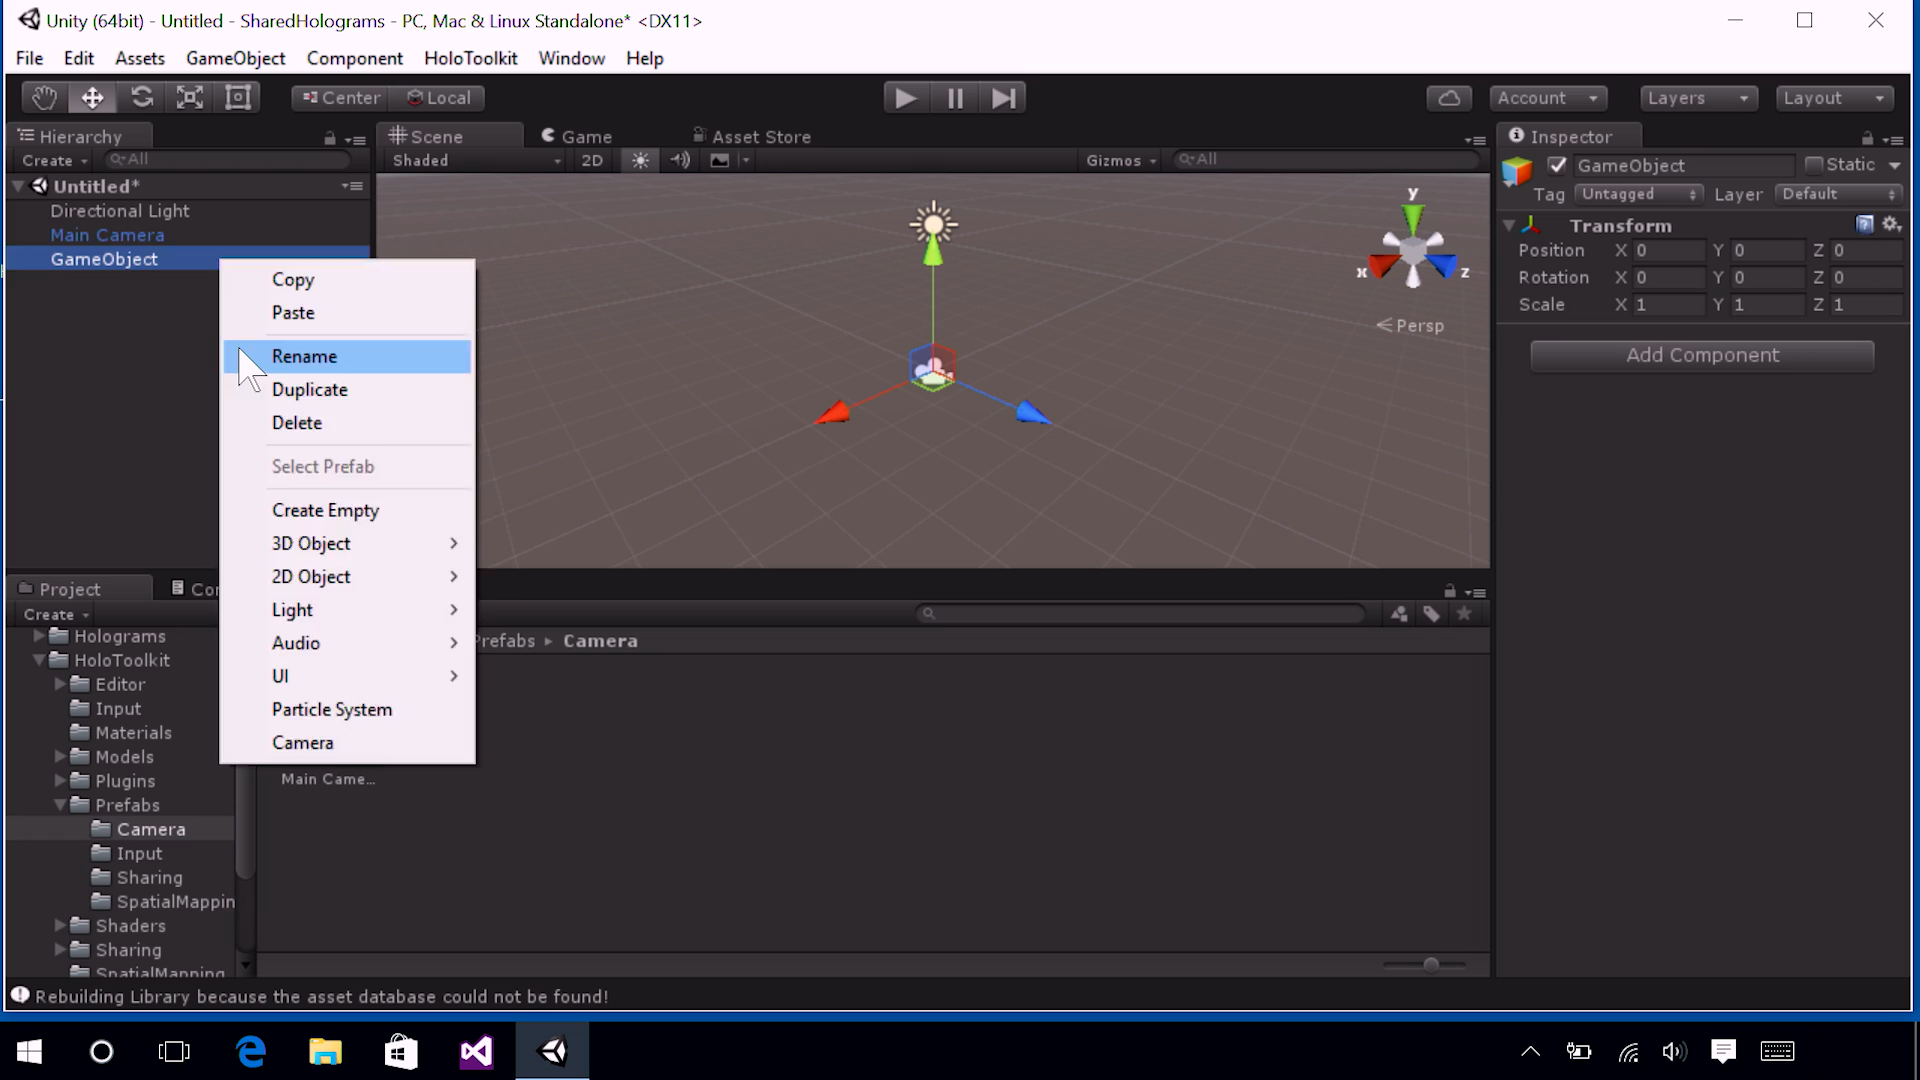 Unity (64bit) - Untitled - SharedHolograms - PC, Mac & Linux Standalone* <DX11>
File Edit Assets GameObject Component HoloToolkit Window Help
Center Local Account Layers Layout
Hierarchy
Create All
Untitled*
Directional Light
Main Camera
GameObject
Copy
Paste
Rename
Duplicate
Delete
Select Prefab
Create Empty
3D Object
2D Object
Light
Audio
UI
Particle System
Camera
Scene Game Asset Store
Shaded 2D Gizmos All
y
x z
Persp
Inspector
GameObject Static
Tag Untagged Layer Default
Transform
Position X 0 Y 0 Z 0
Rotation X 0 Y 0 Z 0
Scale X 1 Y 1 Z 1
Add Component
Project Co
Create
Holograms
HoloToolkit
Editor
Input
Materials
Models
Plugins
Prefabs
Camera
Input
Sharing
SpatialMappin
Shaders
Sharing
SpatialMapping
Prefabs Camera
Main Came...
Rebuilding Library because the asset database could not be found!